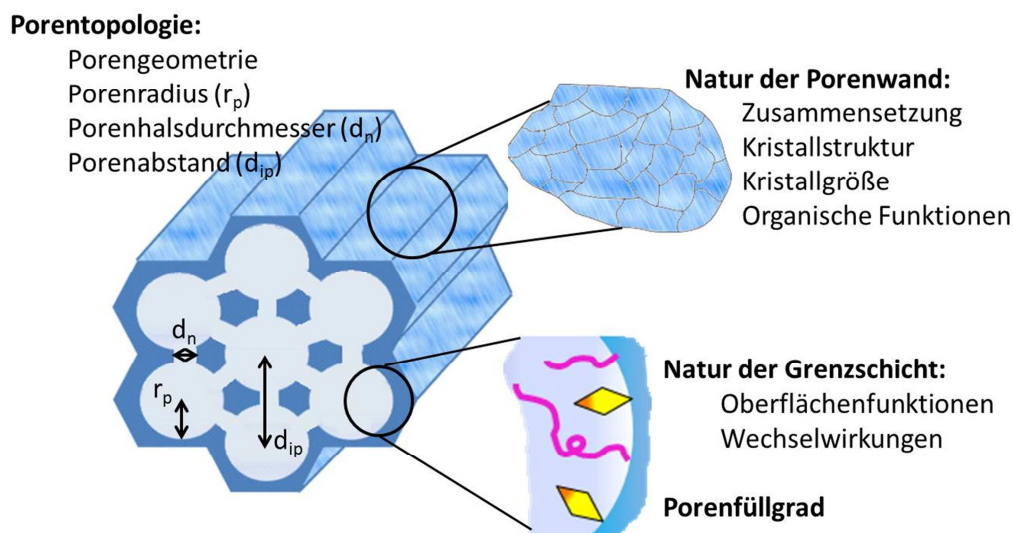 Porentopologie:
Porengeometrie
Porenradius (rp)
Porenhalsdurchmesser (dn)
Porenabstand (dip)
Natur der Porenwand:
Zusammensetzung
Kristallstruktur
Kristallgröße
Organische Funktionen
dn
rp
dip
Natur der Grenzschicht:
Oberflächenfunktionen
Wechselwirkungen
Porenfüllgrad